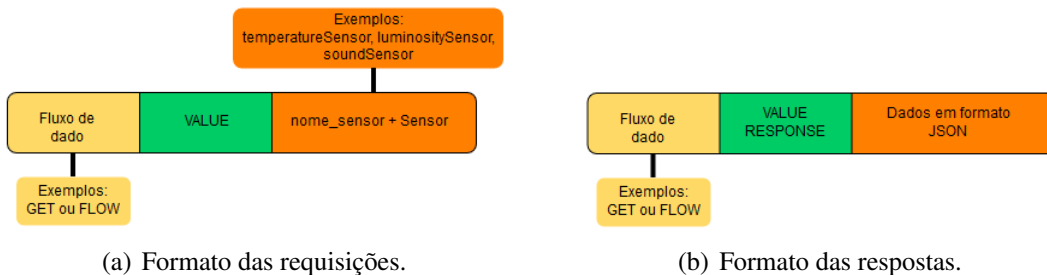 Exemplos:
temperatureSensor, luminositySensor,
soundSensor
Fluxo de
dado
VALUE
nome_sensor + Sensor
Exemplos:
GET ou FLOW
(a) Formato das requisições.
Fluxo de
dado
VALUE
RESPONSE
Dados em formato
JSON
Exemplos:
GET ou FLOW
(b) Formato das respostas.